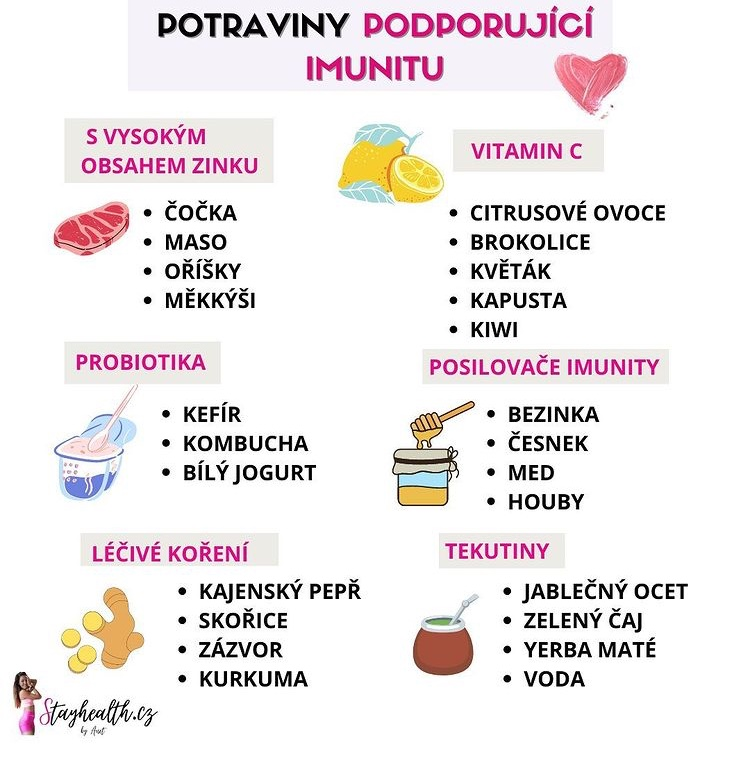 POTRAVINY PODPORUJÍCÍ
IMUNITU
S VYSOKÝM
OBSAHEM ZINKU
ČOČKA
MASO
OŘÍŠKY
MĚKKÝŠI
VITAMIN C
CITRUSOVÉ OVOCE
BROKOLICE
KVĚTÁK
KAPUSTA
KIWI
PROBIOTIKA
KEFÍR
KOMBUCHA
BÍLÝ JOGURT
POSILOVAČE IMUNITY
BEZINKA
ČESNEK
MED
HOUBY
LÉČIVÉ KOŘENÍ
KAJENSKÝ PEPŘ
SKOŘICE
ZÁZVOR
KURKUMA
TEKUTINY
JABLEČNÝ OCET
ZELENÝ ČAJ
YERBA MATÉ
VODA
Stayhealth.cz
by Anet